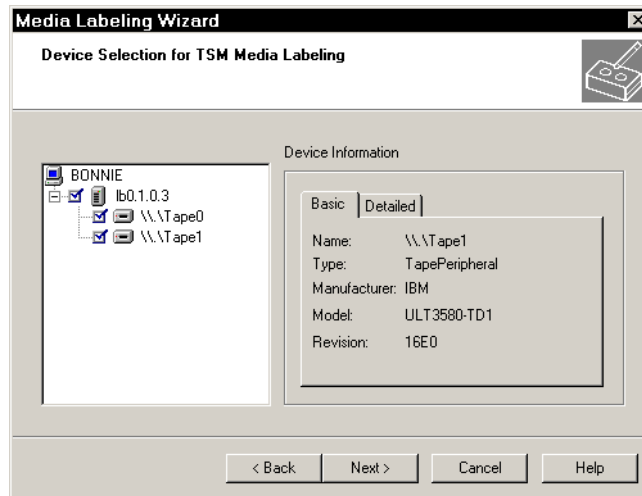 Media Labeling Wizard
Device Selection for TSM Media Labeling
Device Information
BONNIE
lb0.1.0.3
\\.\Tape0
\\.\Tape1
Basic
Detailed
Name: \\.\Tape1
Type: TapePeripheral
Manufacturer: IBM
Model: ULT3580-TD1
Revision: 16E0
< Back
Next >
Cancel
Help